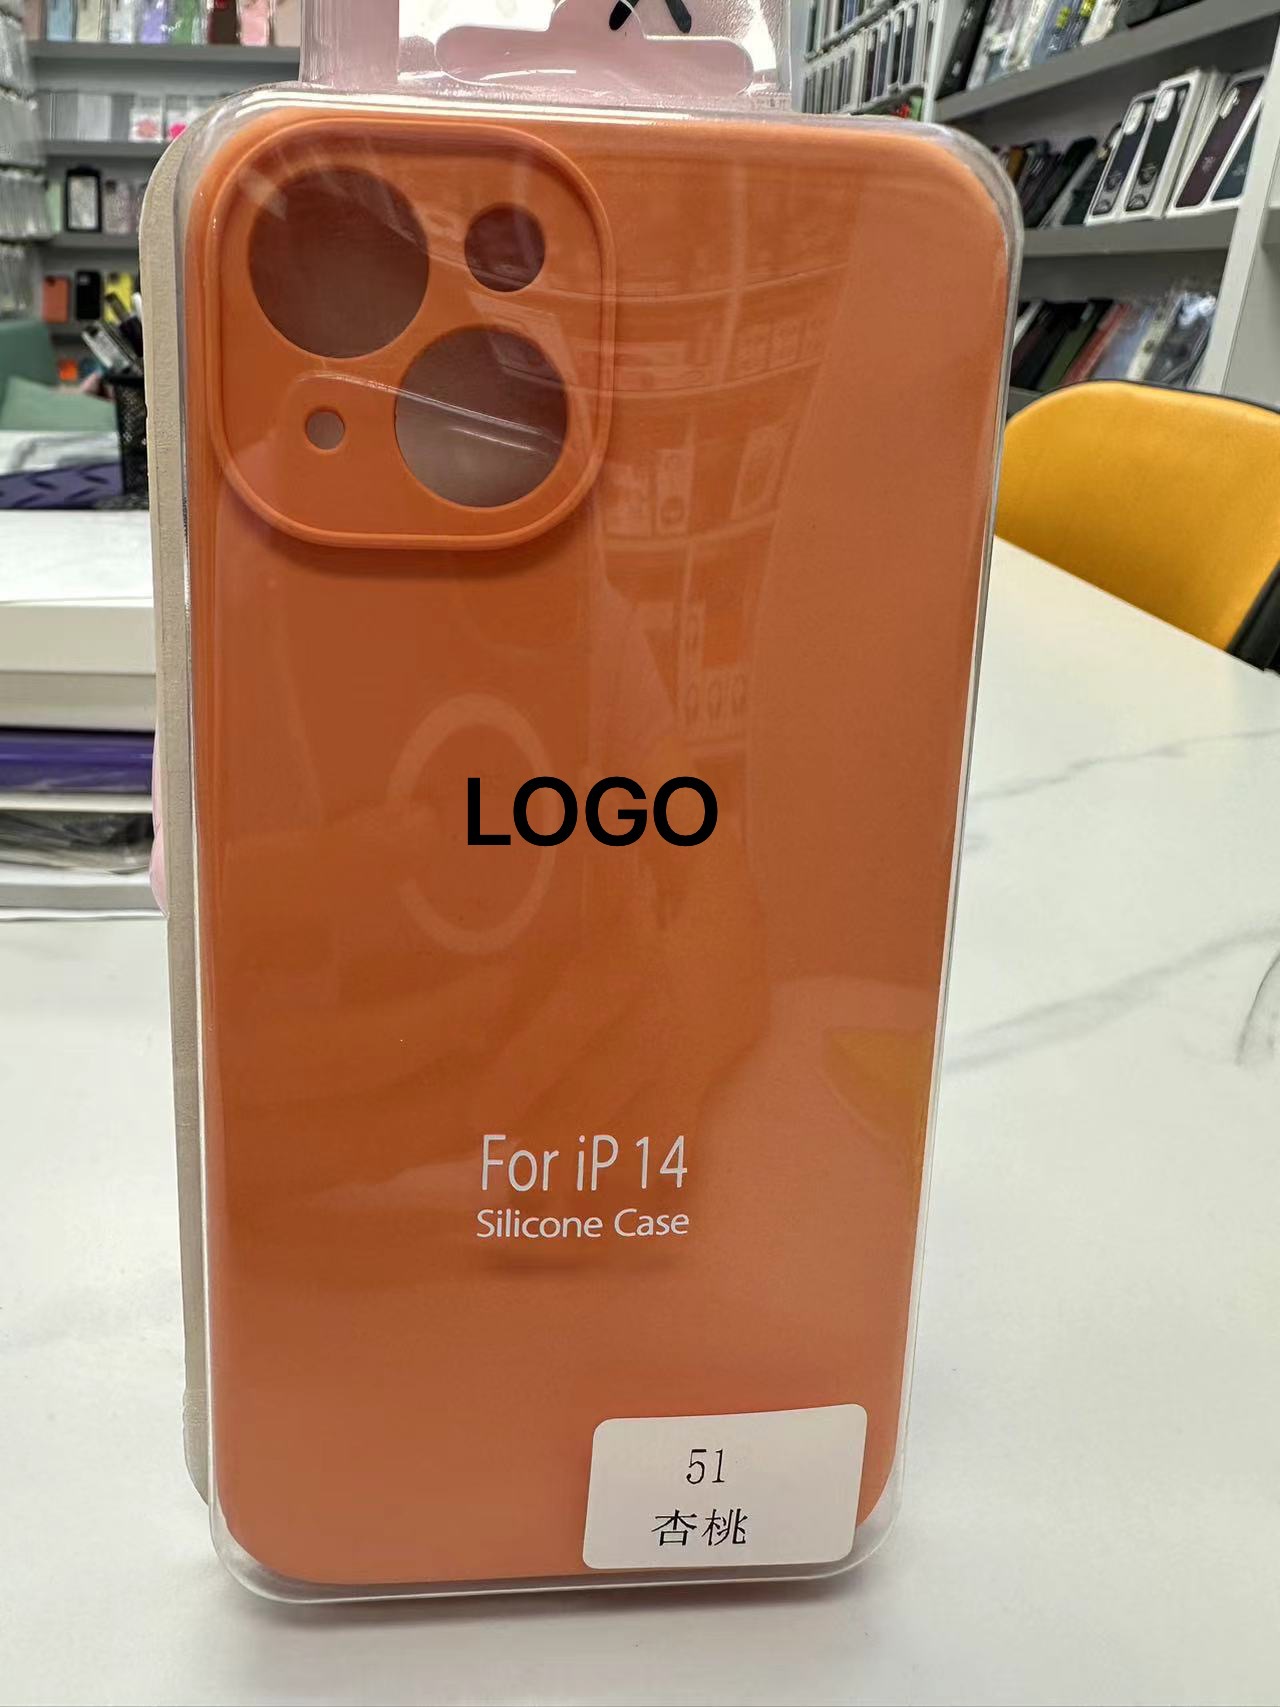 LOGO
For iP 14
Silicone Case
51
杏桃